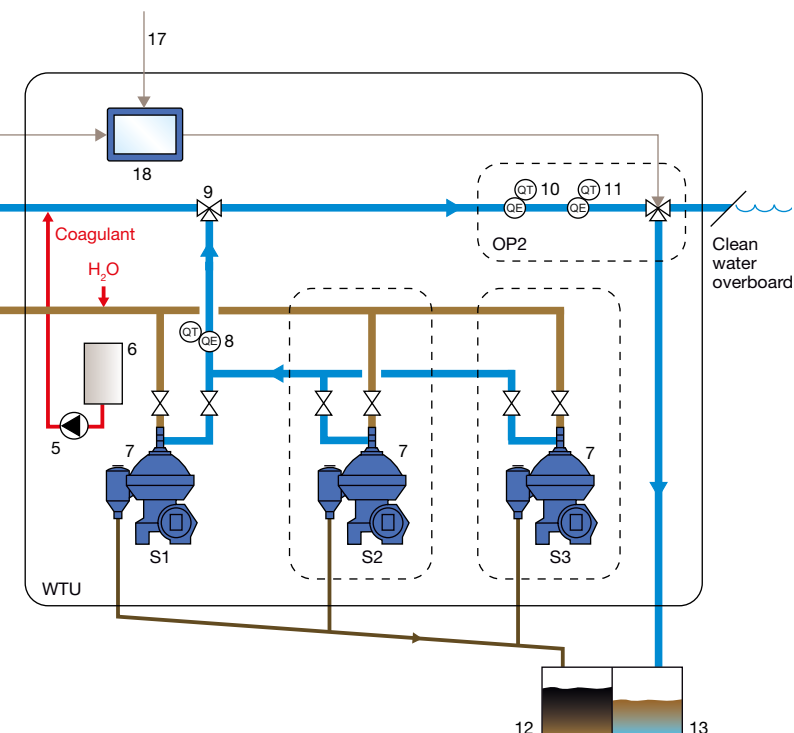 17
18
9
QT
10
QT
11
QE
QE
OP2
Coagulant
Clean
water
overboard
H2O
QT
QE
8
6
5
7
7
7
S1
S2
S3
WTU
12
13